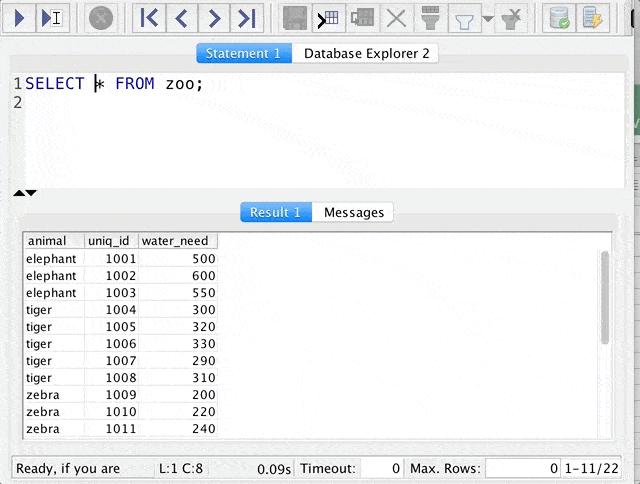 Statement 1 Database Explorer 2
1 SELECT * FROM zoo;
2
Result 1 Messages
animal uniq_id water_need
elephant 1001 500
elephant 1002 600
elephant 1003 550
tiger 1004 300
tiger 1005 320
tiger 1006 330
tiger 1007 290
tiger 1008 310
zebra 1009 200
zebra 1010 220
zebra 1011 240
Ready, if you are L:1 C:8 0.09s Timeout: 0 Max. Rows: 0 1-11/22